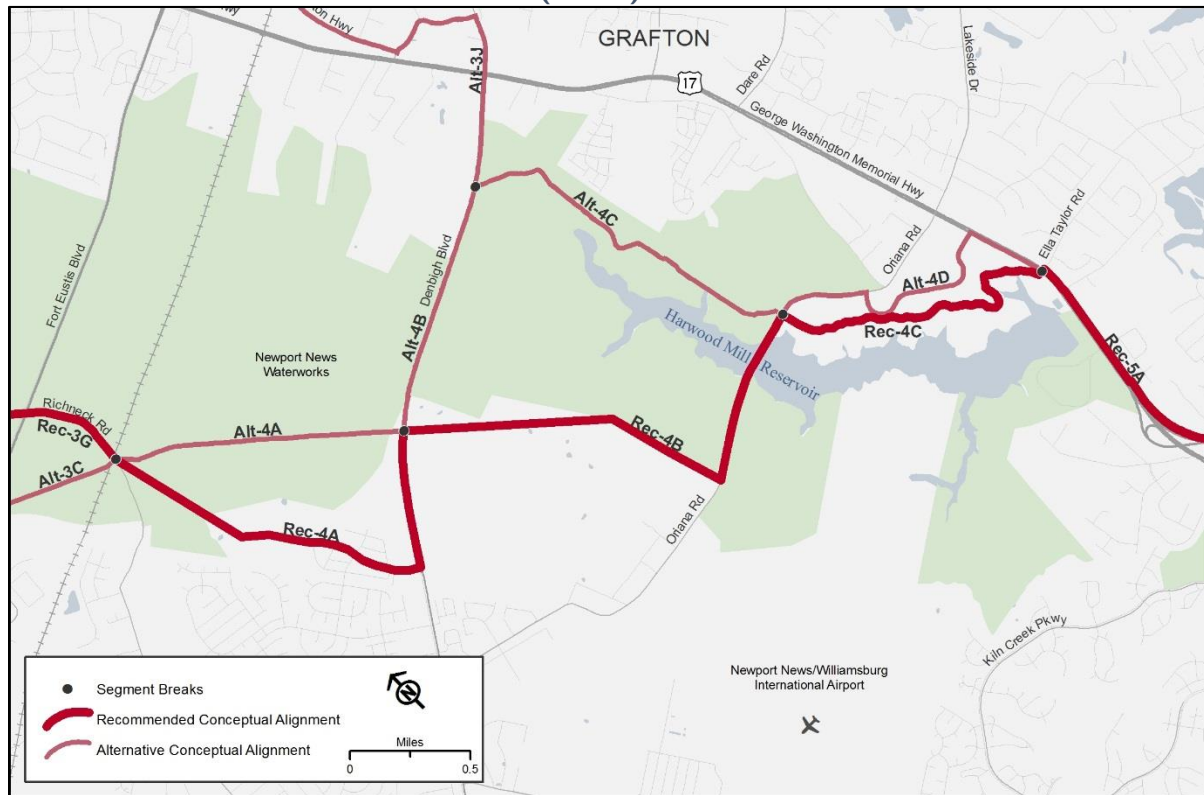 on Hwy
GRAFTON
Alt-3J
17
Dare Rd
Lakeside Dr
George Washington Memorial Hwy
Fort Eustis Blvd
Alt-4C
Denbigh Blvd
Alt-4B
Ella Taylor Rd
Oriana Rd
Alt-4D
Rec-4C
Harwood Mills Reservoir
Rec-5A
Newport News
Waterworks
Richneck Rd
Rec-3G
Alt-4A
Alt-3C
Rec-4B
Rec-4A
Oriana Rd
Kiln Creek Pkwy
Newport News/Williamsburg
International Airport
Segment Breaks
Recommended Conceptual Alignment
Alternative Conceptual Alignment
N
Miles
0
0.5